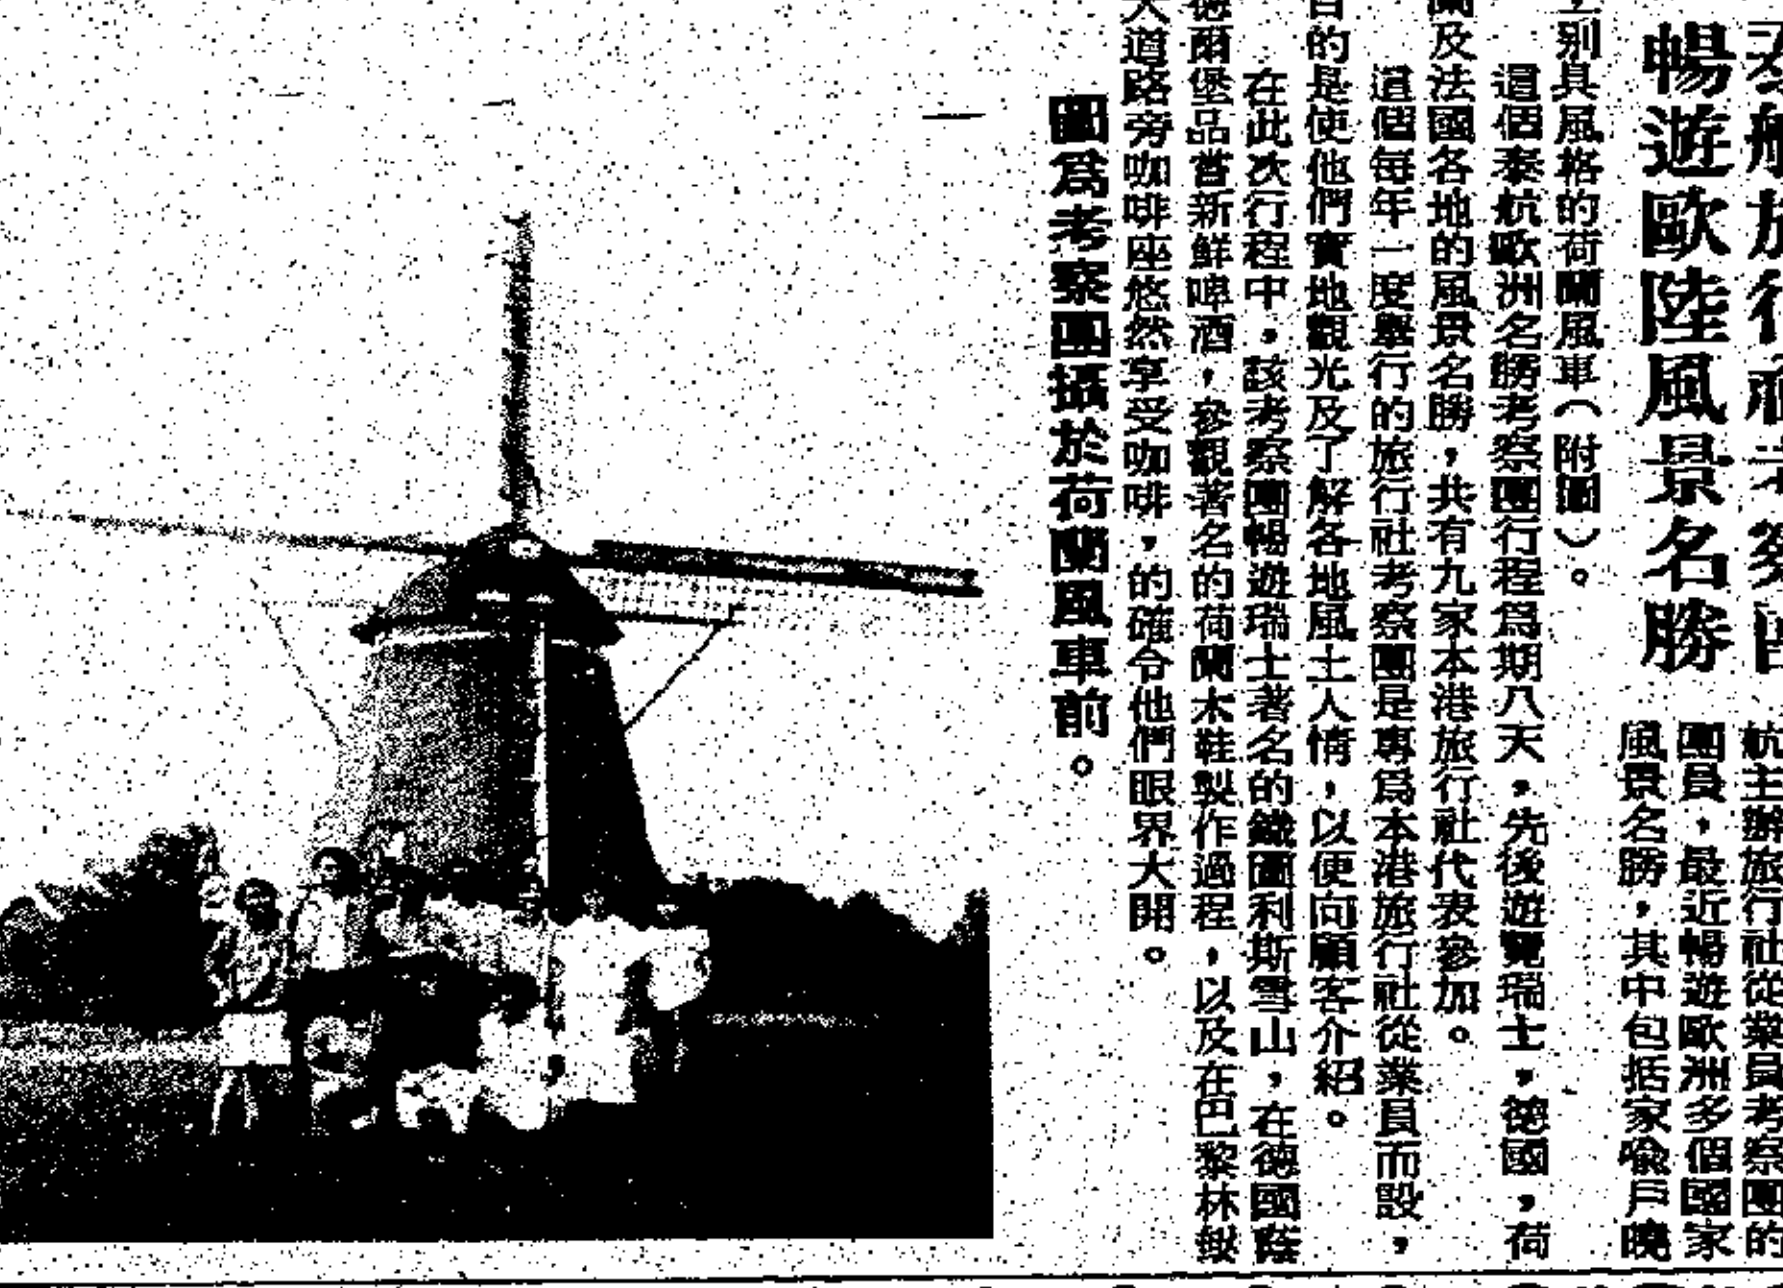 泰航旅行社考察團
暢遊歐陸風景名勝
航主辦旅行社從業員考察團的
團員，最近暢遊歐洲多個國家
風景名勝，其中包括家喻戶曉
別具風格的荷蘭風車（附圖）。
這個泰航歐洲名勝考察團行程爲期八天，先後遊覽瑞士，德國，荷
蘭及法國各地的風景名勝，共有九家本港旅行社代表參加。
這個每年一度舉行的旅行社考察團是專爲本港旅行社從業員而設，
目的是使他們實地觀光及了解各地風土人情，以便向顧客介紹。
在此次行程中，該考察團暢遊瑞士著名的鐵圖利斯雪山，在德國
德爾堡品嘗新鮮啤酒，參觀著名的荷蘭木鞋製作過程，以及在巴黎林
大道路旁咖啡座悠然享受咖啡，的確令他們眼界大開。
圖爲考察團攝於荷蘭風車前。